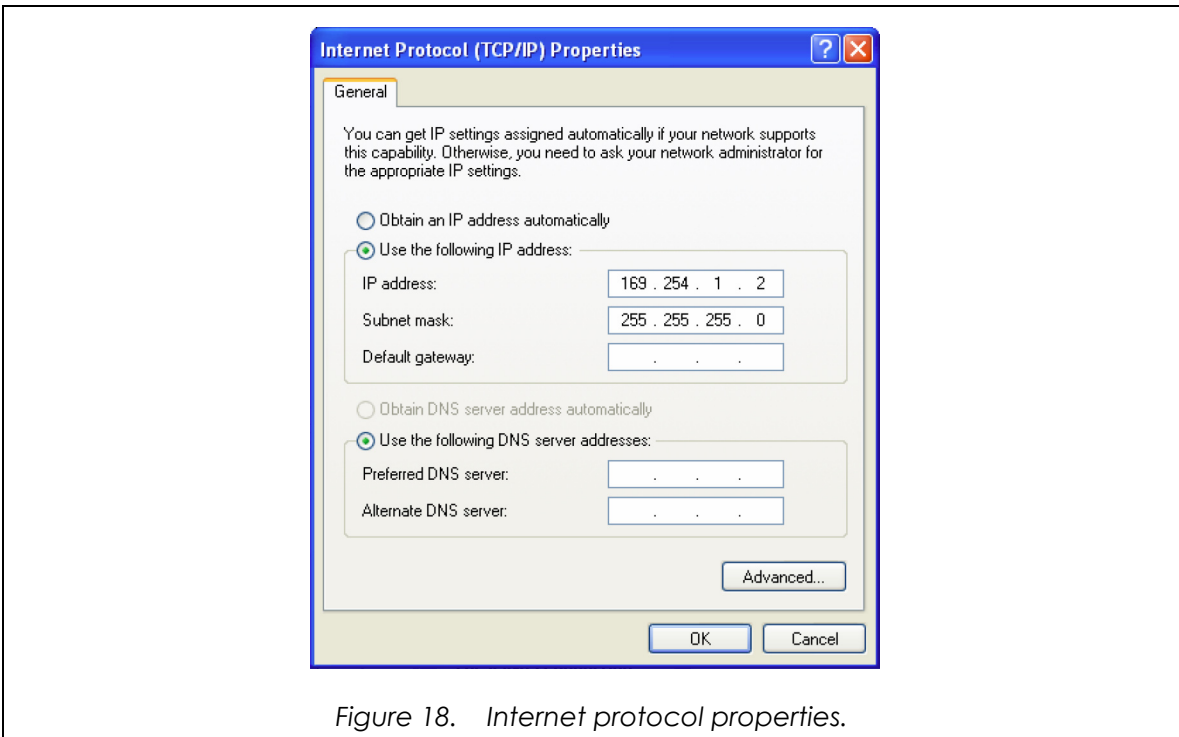 Internet Protocol (TCP/IP) Properties
General
You can get IP settings assigned automatically if your network supports
this capability. Otherwise, you need to ask your network administrator for
the appropriate IP settings.
Obtain an IP address automatically
Use the following IP address:
IP address: 169 . 254 . 1 . 2
Subnet mask: 255 . 255 . 255 . 0
Default gateway: . . .
Obtain DNS server address automatically
Use the following DNS server addresses:
Preferred DNS server: . . .
Alternate DNS server: . . .
Advanced...
OK Cancel
Figure 18. Internet protocol properties.